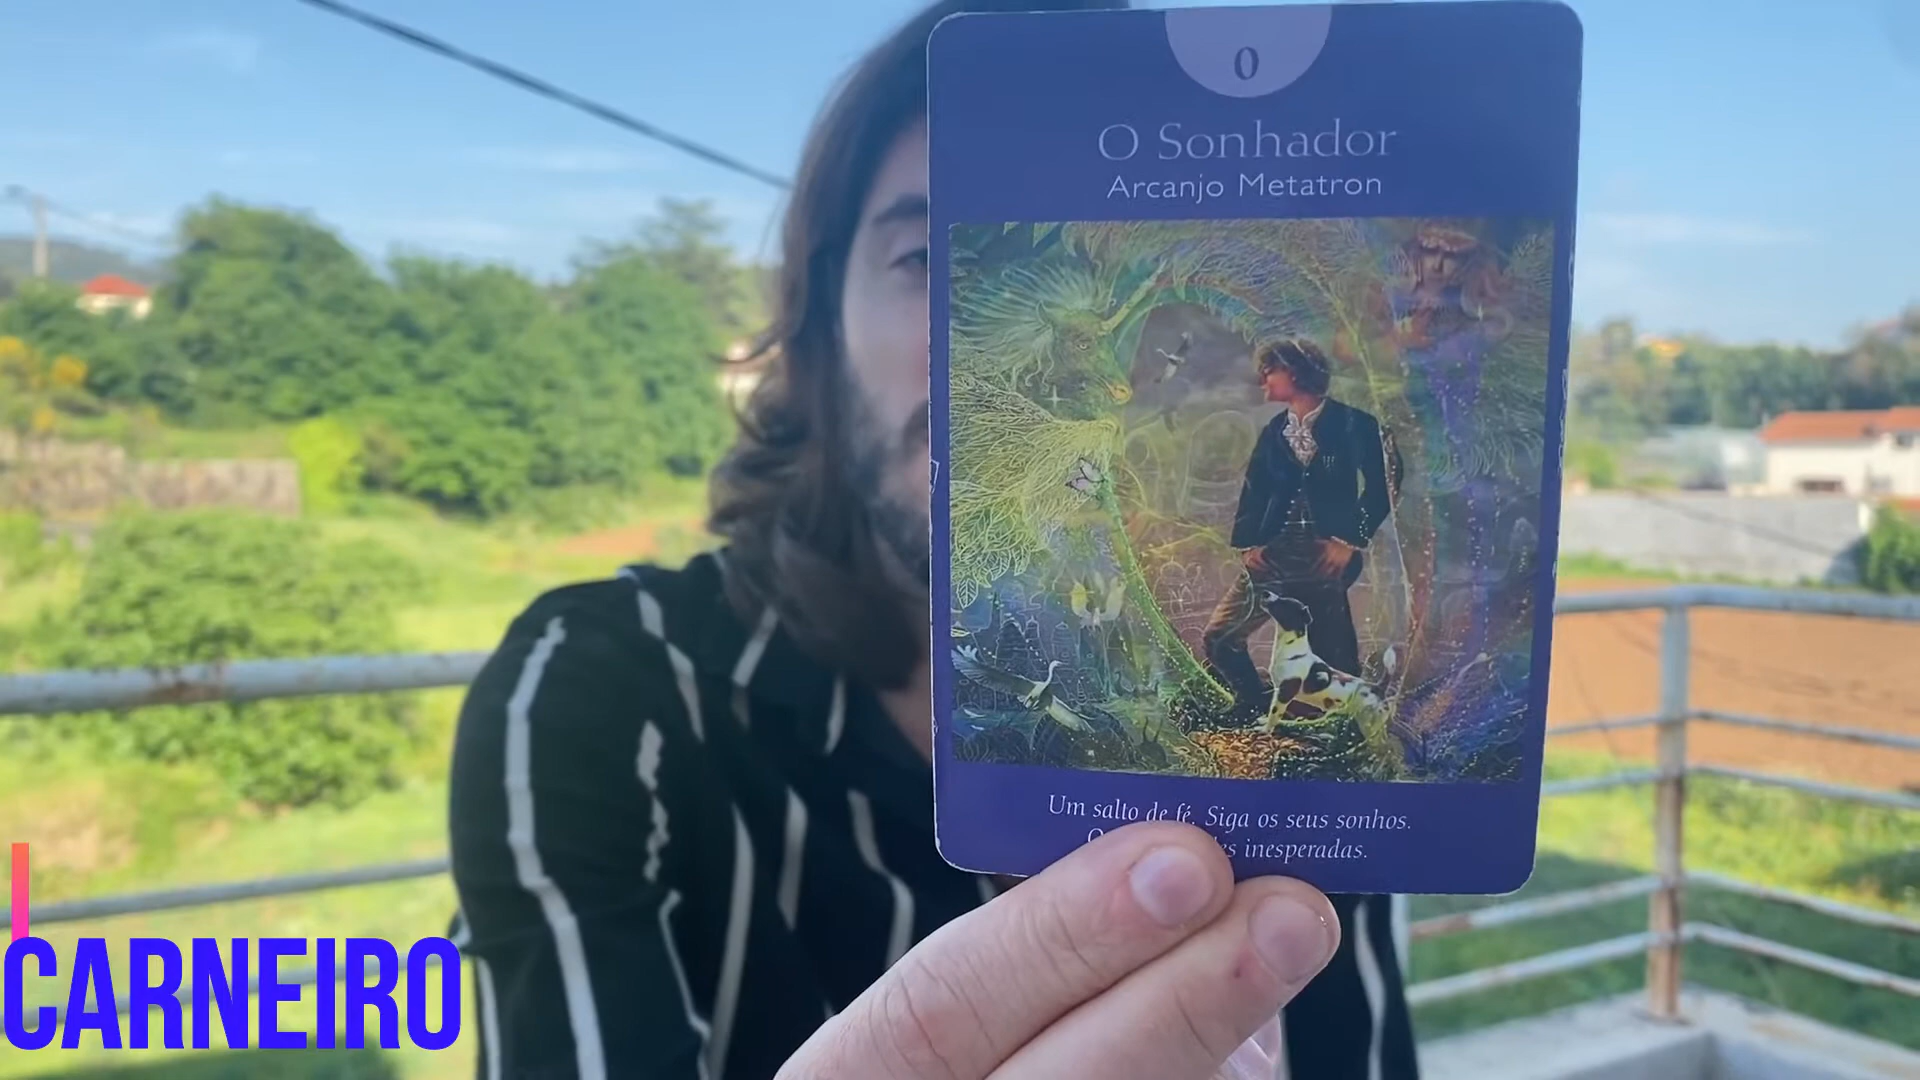 0
O Sonhador
Arcanjo Metatron
Um salto de fé. Siga os seus sonhos.
inesperadas.
CARNEIRO